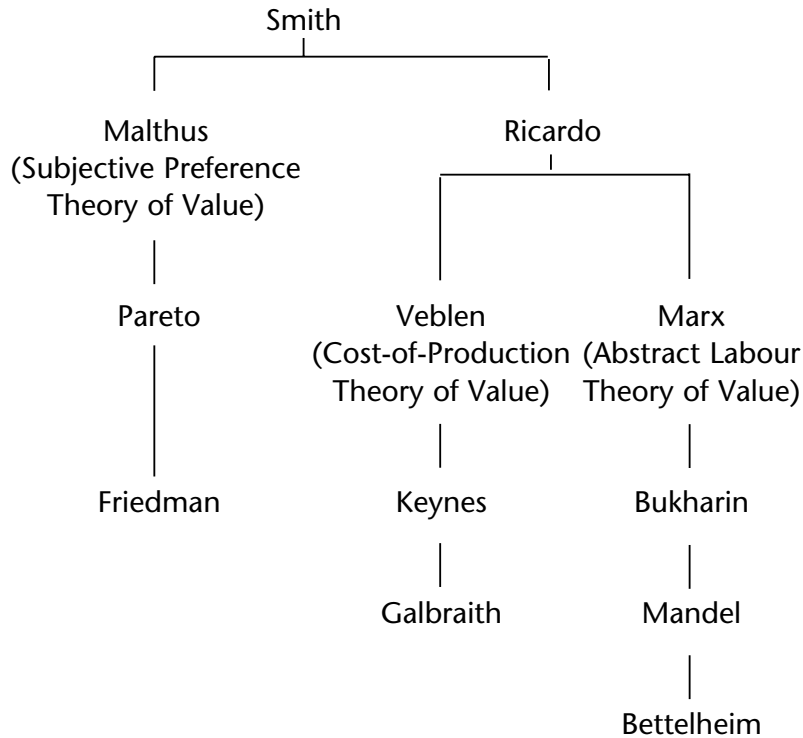 Smith
Malthus
(Subjective Preference
Theory of Value)
Ricardo
Pareto
Veblen
(Cost-of-Production
Theory of Value)
Marx
(Abstract Labour
Theory of Value)
Friedman
Keynes
Bukharin
Galbraith
Mandel
Bettelheim